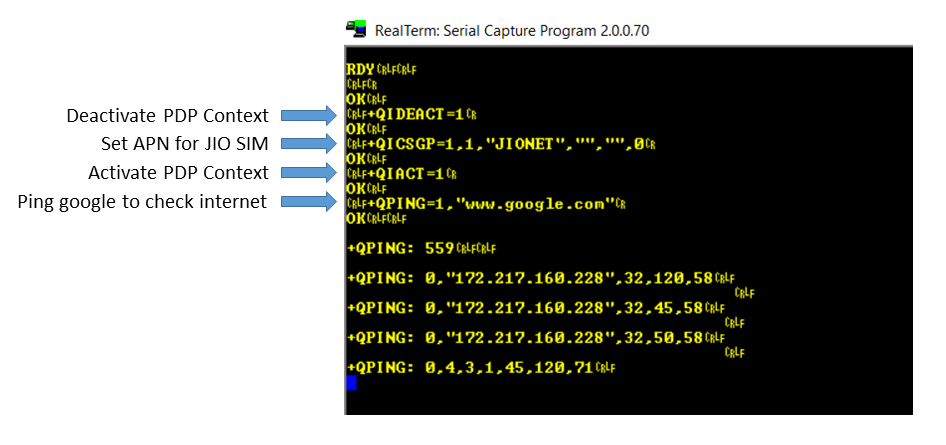 RealTerm: Serial Capture Program 2.0.0.70
Deactivate PDP Context
Set APN for JIO SIM
Activate PDP Context
Ping google to check internet
RDYCRLFCRLF
CRLFCR
OKCRLF
CRLF+QIDEACT=1CR
OKCRLF
CRLF+QICSGP=1,1,"JIONET","","",0CR
OKCRLF
CRLF+QIACT=1CR
OKCRLF
CRLF+QPING=1,"www.google.com"CR
OKCRLFCRLF
+QPING: 559CRLFCRLF
+QPING: 0,"172.217.160.228",32,120,58CRLF
CRLF
+QPING: 0,"172.217.160.228",32,45,58CRLF
CRLF
+QPING: 0,"172.217.160.228",32,50,58CRLF
CRLF
+QPING: 0,4,3,1,45,120,71CRLF